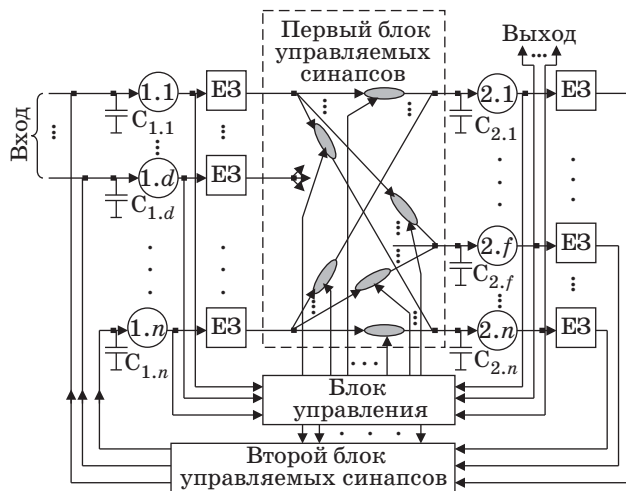 Первый блок
управляемых
синапсов
Выход
...
Вход
1.1
ЕЗ
C1.1
2.1
ЕЗ
C2.1
1.d
ЕЗ
C1.d
2.f
ЕЗ
C2.f
1.n
ЕЗ
C1.n
2.n
ЕЗ
C2.n
Блок
управления
Второй блок
управляемых синапсов